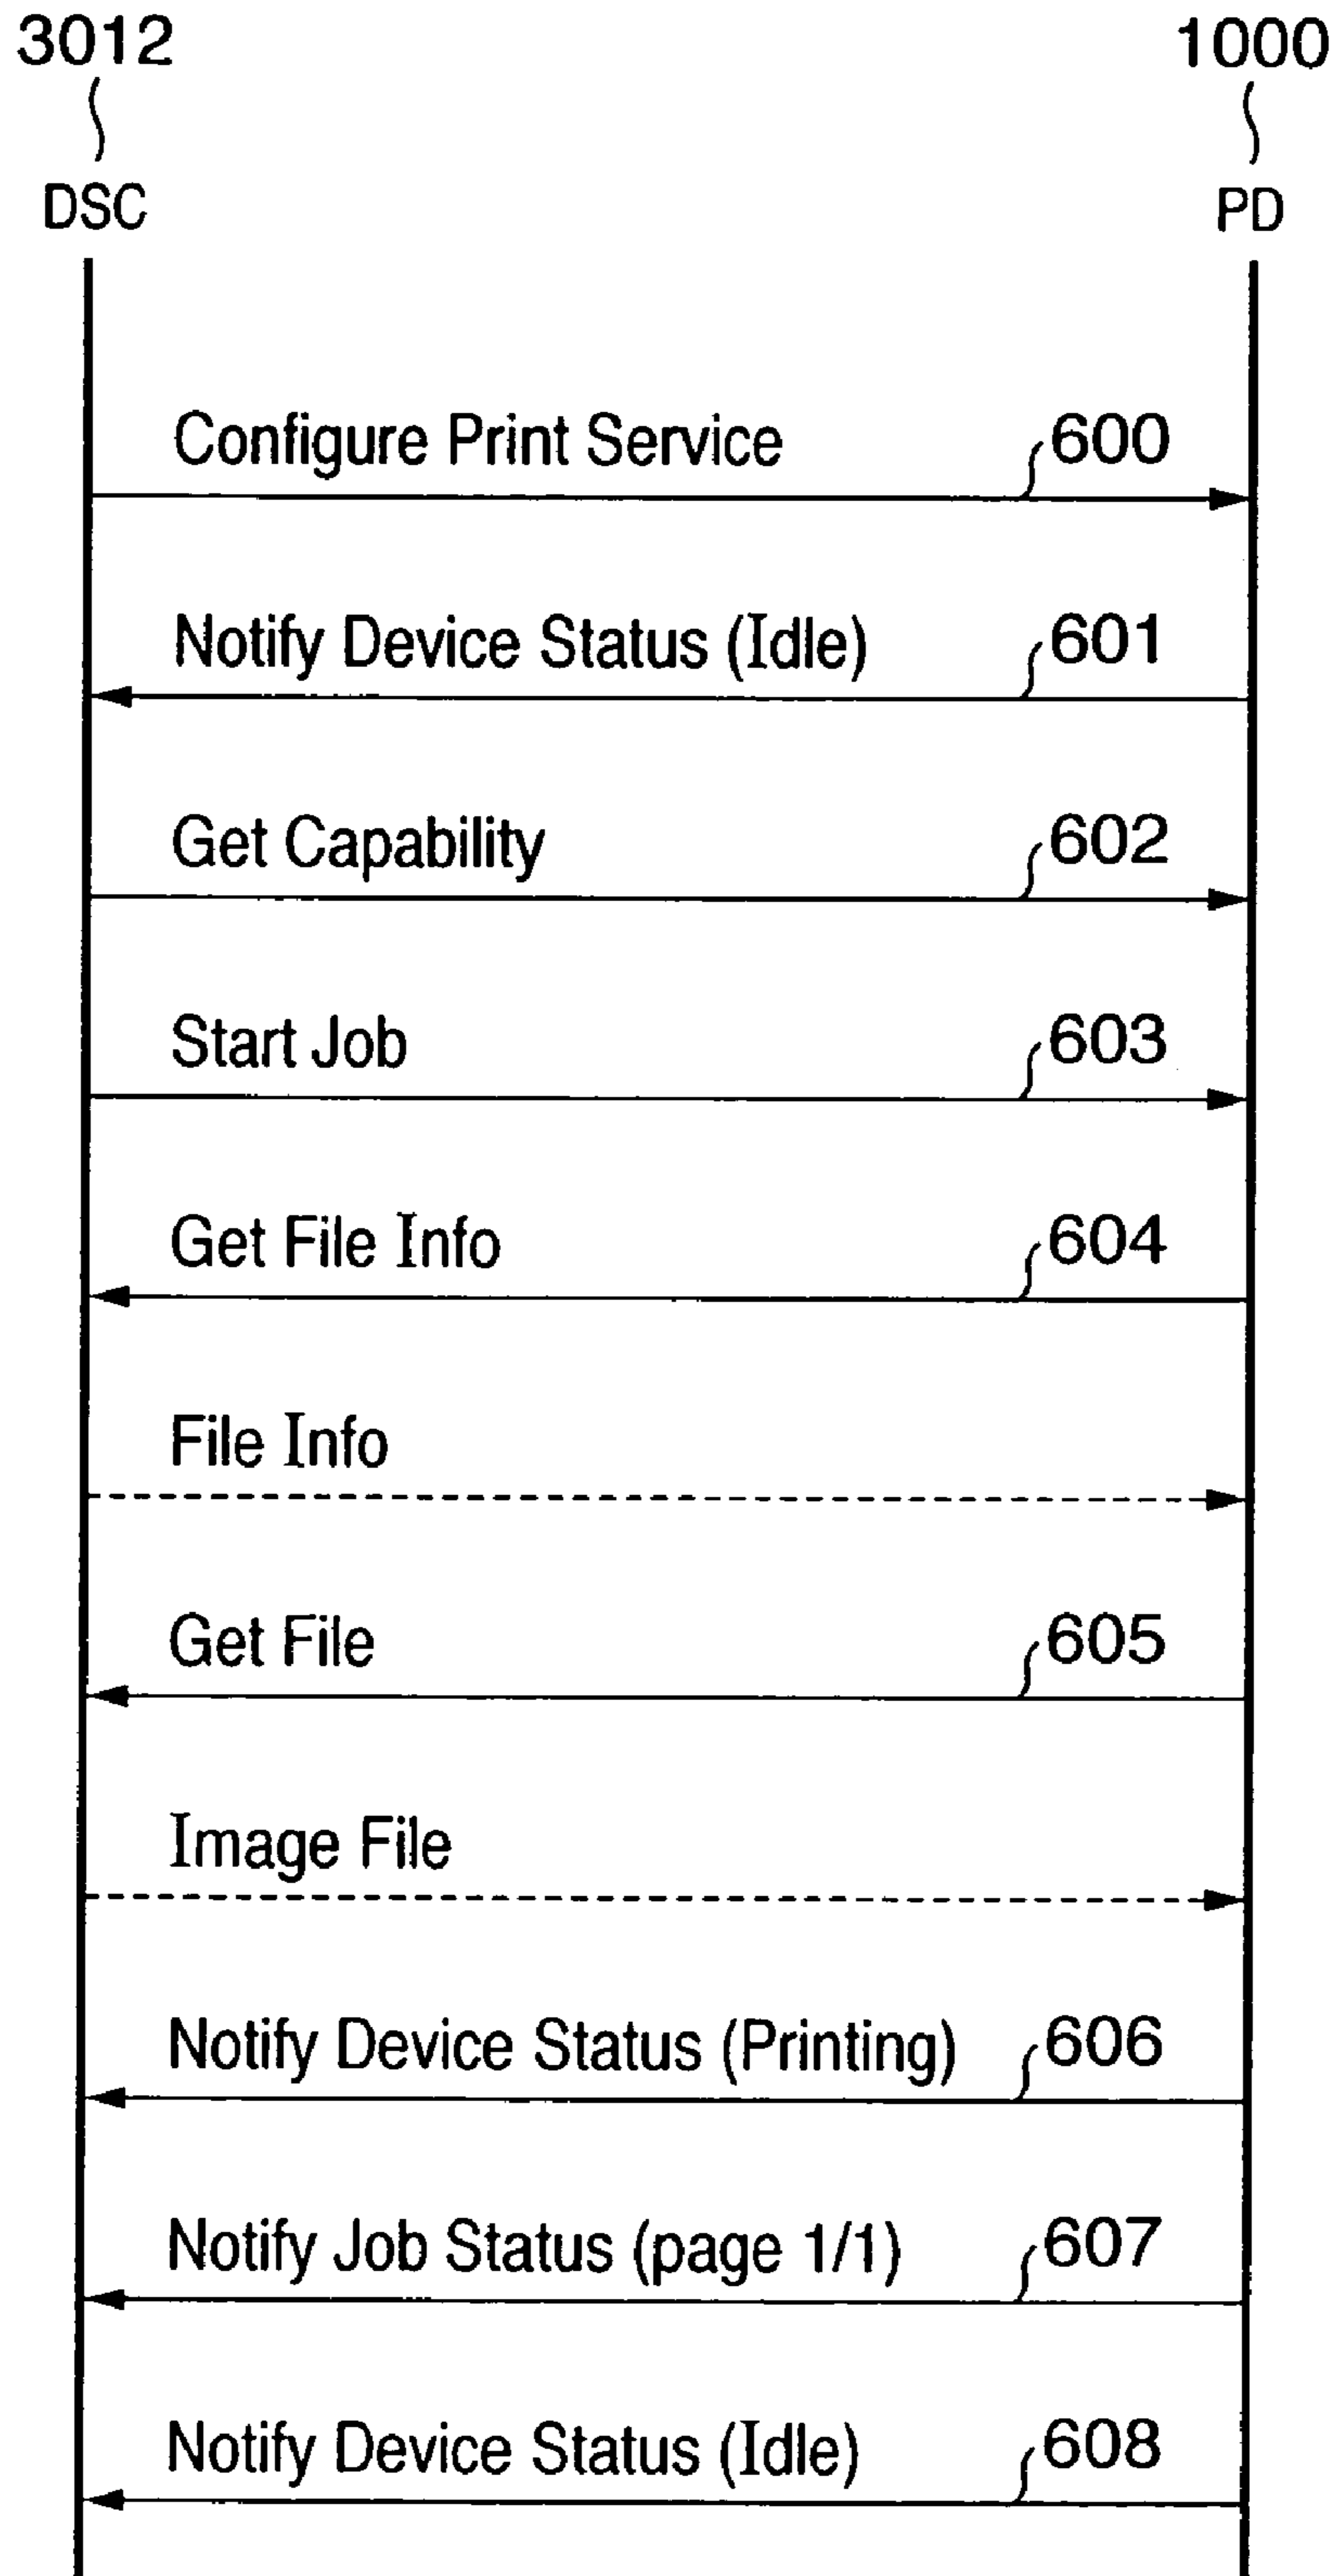 3012 1000
DSC PD
Configure Print Service 600
Notify Device Status (Idle) 601
Get Capability 602
Start Job 603
Get File Info 604
File Info
Get File 605
Image File
Notify Device Status (Printing) 606
Notify Job Status (page 1/1) 607
Notify Device Status (Idle) 608